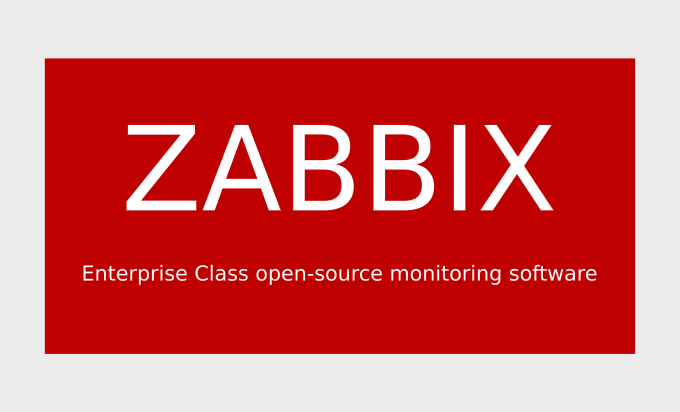 ZABBIX
Enterprise Class open-source monitoring software